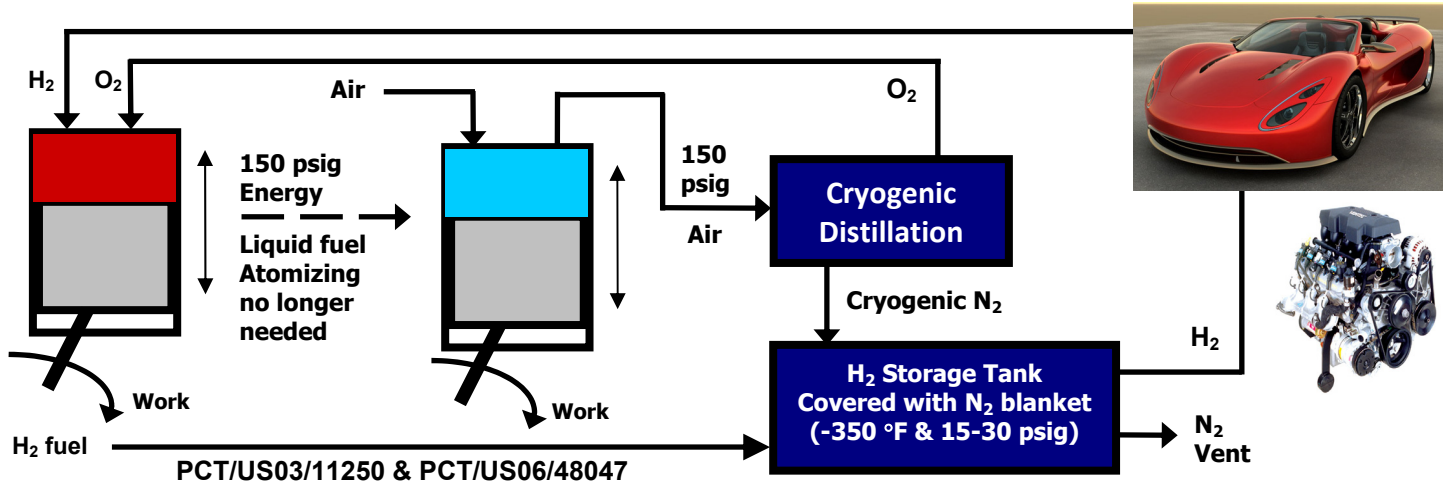 H₂
O₂
Air
O₂
150 psig
Energy
Liquid fuel
Atomizing
no longer
needed
150
psig
Air
Cryogenic
Distillation
Cryogenic N₂
H₂
H₂ Storage Tank
Covered with N₂ blanket
(-350 °F & 15-30 psig)
Work
Work
N₂
Vent
H₂ fuel
PCT/US03/11250 & PCT/US06/48047